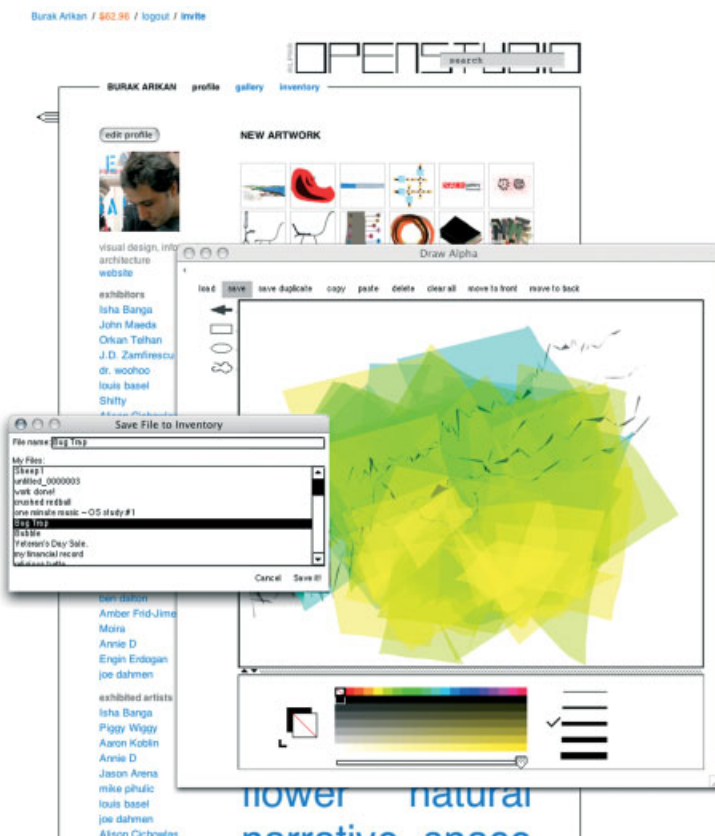 Burak Arikan / $62.96 / logout / invite
OPENSTUDIO
search
BURAK ARIKAN profile gallery inventory
edit profile
NEW ARTWORK
visual design, info
architecture
website
exhibitors
Isha Banga
John Maeda
Orkan Telhan
J.D. Zamfirescu
dr. woohoo
louis basel
Shifty
Alison Cichowlas
Draw Alpha
load save save duplicate copy paste delete clear all move to front move to back
Save File to Inventory
File name: Bug Trap
My Files:
Sheep1
untitled_0000003
work done!
crushed redball
one minute music – OS study #1
Bug Trap
Bubble
Veteran's Day Sale.
my financial record
Cancel Save it!
ben dalton
Amber Frid-Jime
Moira
Annie D
Engin Erdogan
joe dahmen
exhibited artists
Isha Banga
Piggy Wiggy
Aaron Koblin
Annie D
Jason Arena
mike pihulic
louis basel
joe dahmen
Alison Cichowlas
flower natural
narrative space